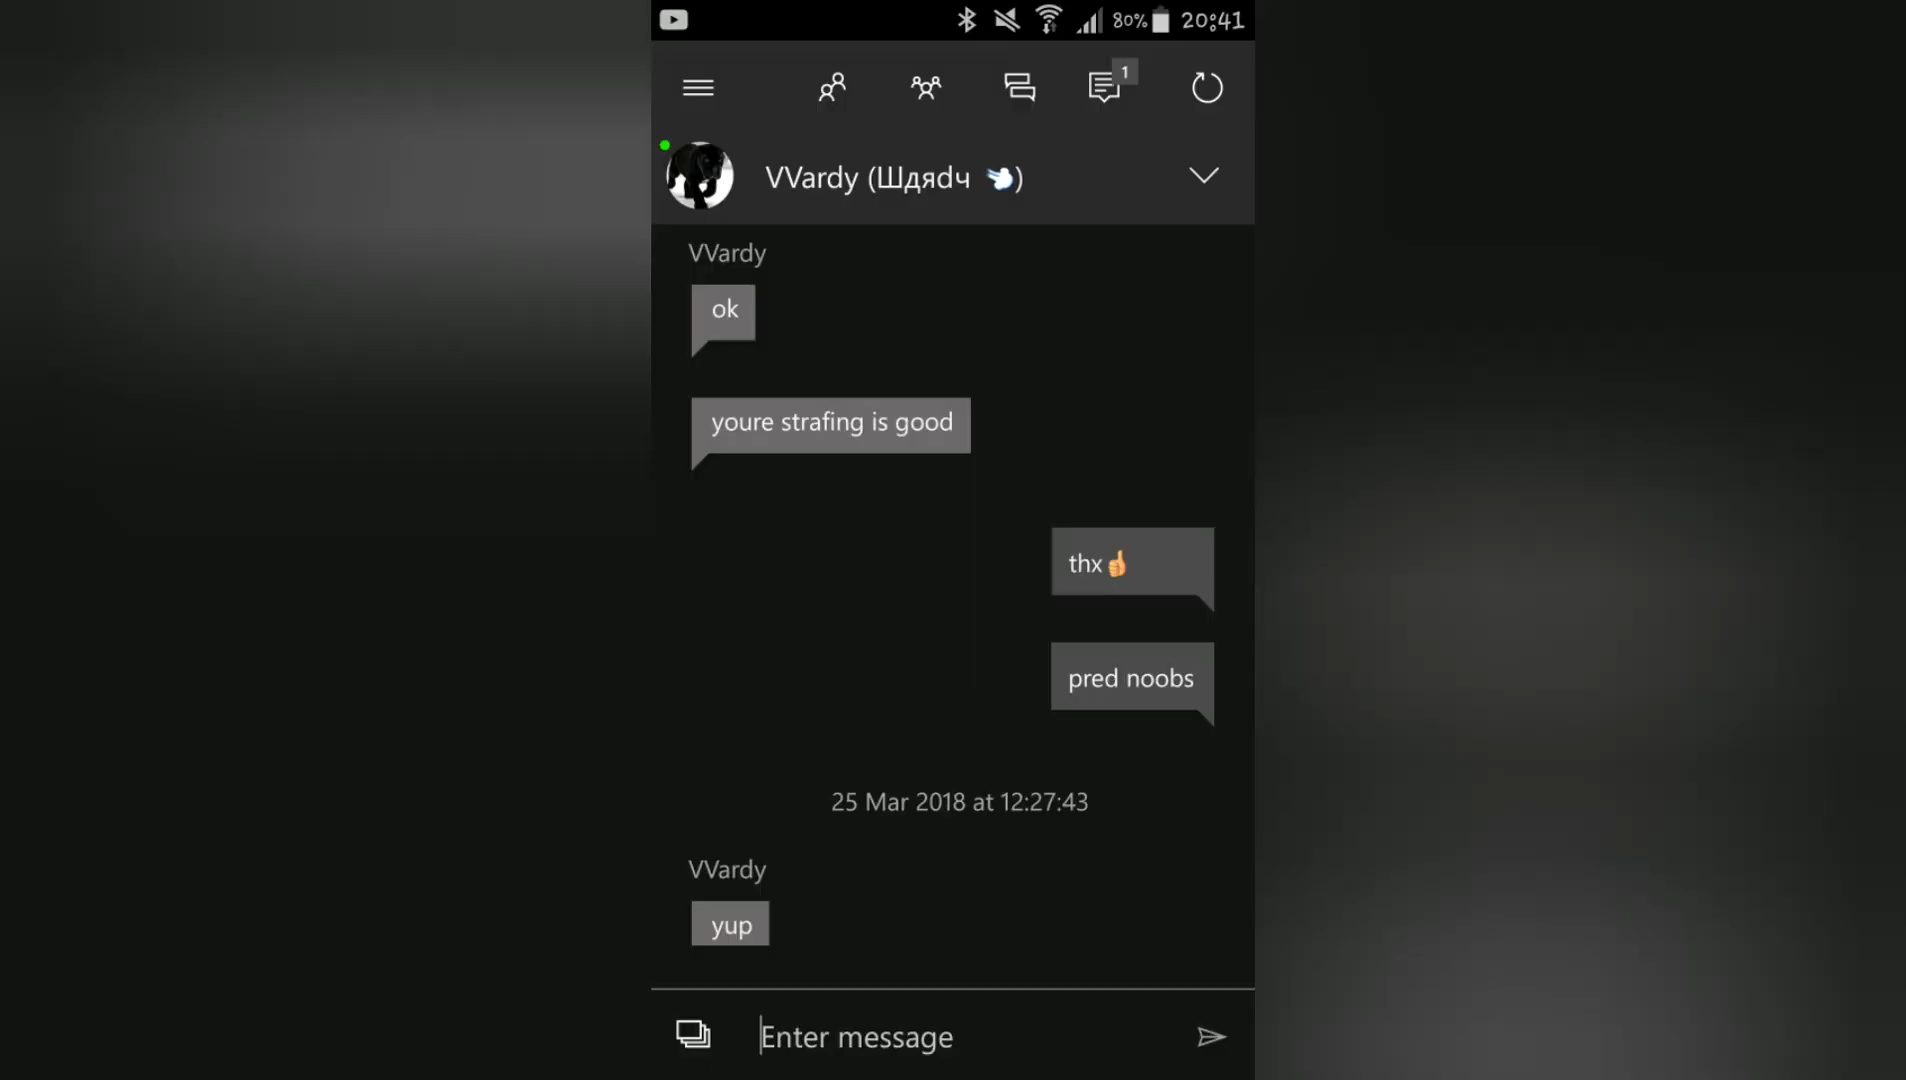 80% 20:41
1
VVardy (Шдяdч 👻)
VVardy
ok
youre strafing is good
thx👍
pred noobs
25 Mar 2018 at 12:27:43
VVardy
yup
Enter message